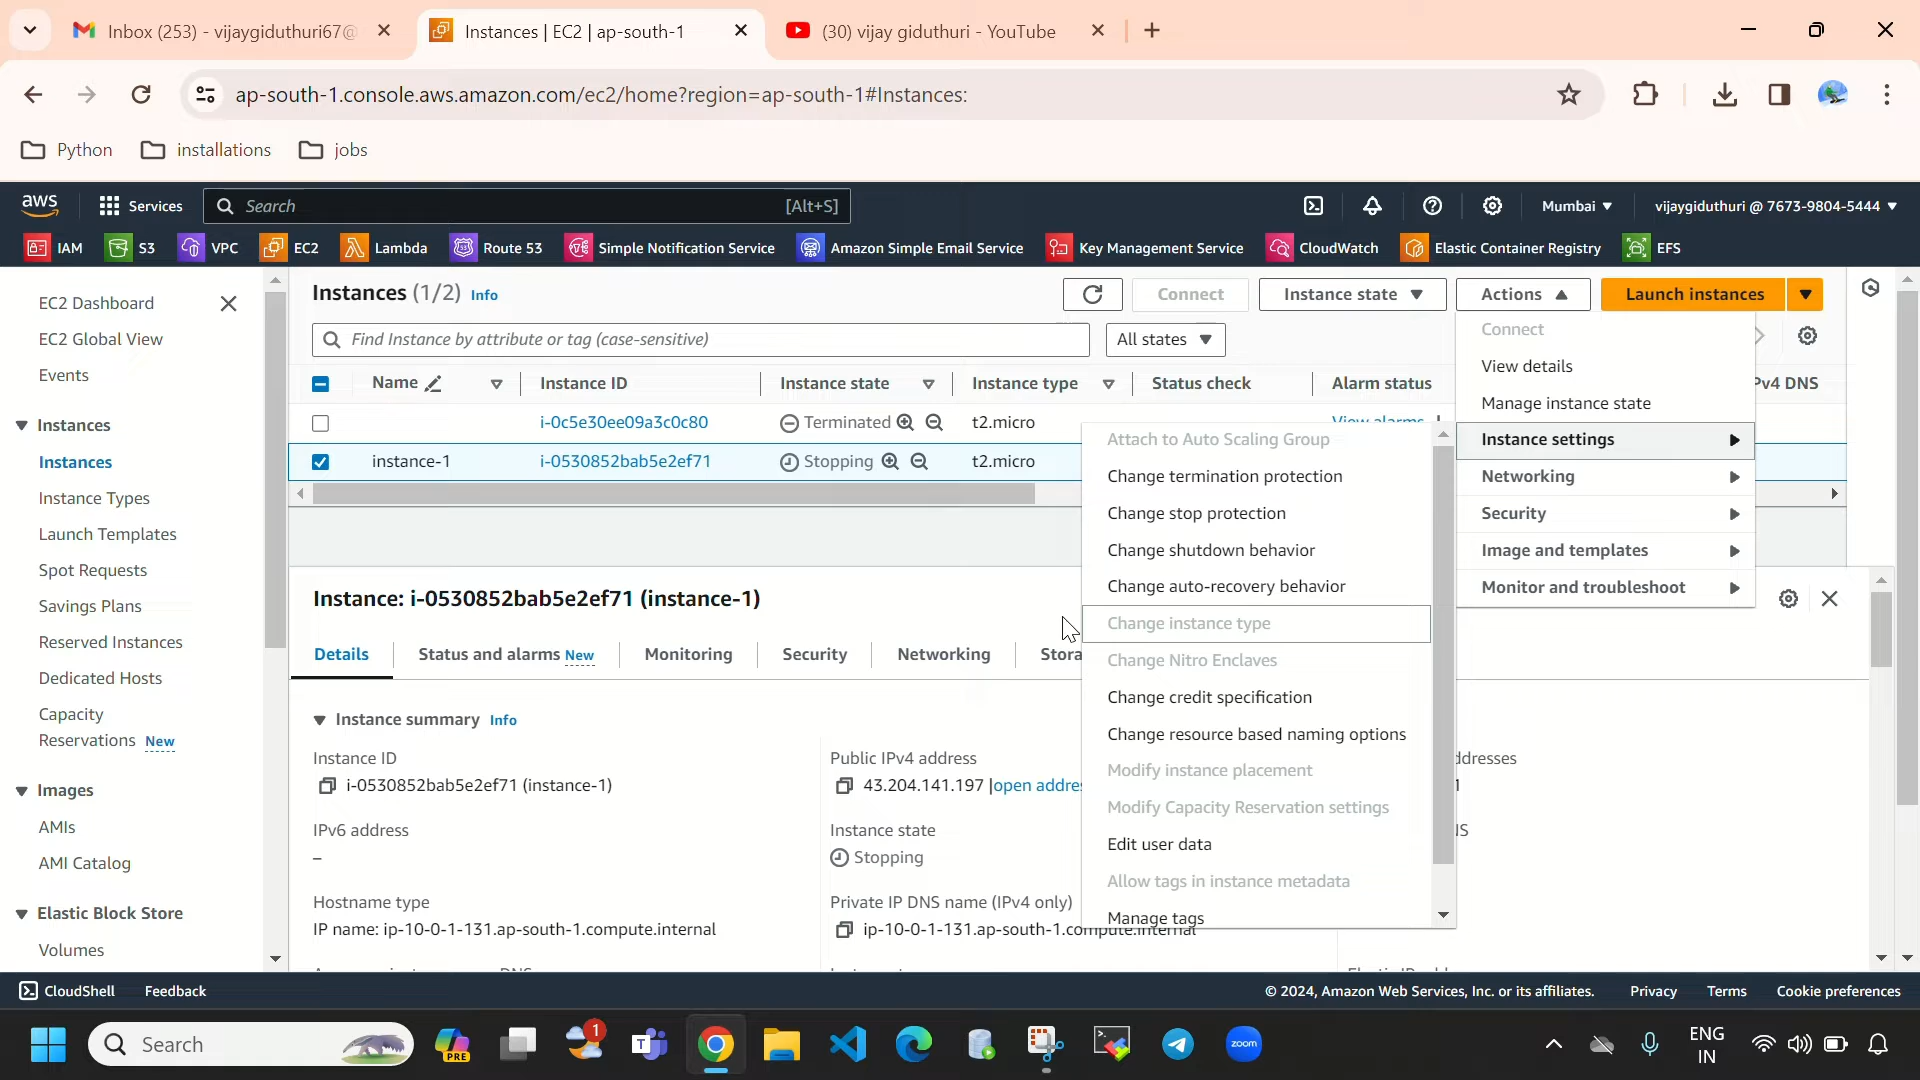 Inbox (253) - vijaygiduthuri67@
Instances | EC2 | ap-south-1
(30) vijay giduthuri - YouTube
ap-south-1.console.aws.amazon.com/ec2/home?region=ap-south-1#Instances:
Python
installations
jobs
aws
Services
Search
[Alt+S]
Mumbai
vijaygiduthuri @ 7673-9804-5444
IAM
S3
VPC
EC2
Lambda
Route 53
Simple Notification Service
Amazon Simple Email Service
Key Management Service
CloudWatch
Elastic Container Registry
EFS
EC2 Dashboard
EC2 Global View
Events
Instances
Instances
Instance Types
Launch Templates
Spot Requests
Savings Plans
Reserved Instances
Dedicated Hosts
Capacity
Reservations New
Images
AMIs
AMI Catalog
Elastic Block Store
Volumes
Instances (1/2) Info
Connect
Instance state
Actions
Launch instances
Find Instance by attribute or tag (case-sensitive)
All states
Name
Instance ID
Instance state
Instance type
Status check
Alarm status
Pv4 DNS
i-0c5e30ee09a3c0c80
Terminated
t2.micro
View alarms
instance-1
i-0530852bab5e2ef71
Stopping
t2.micro
Connect
View details
Manage instance state
Instance settings
Networking
Security
Image and templates
Monitor and troubleshoot
Attach to Auto Scaling Group
Change termination protection
Change stop protection
Change shutdown behavior
Change auto-recovery behavior
Change instance type
Change Nitro Enclaves
Change credit specification
Change resource based naming options
Modify instance placement
Modify Capacity Reservation settings
Edit user data
Allow tags in instance metadata
Manage tags
Instance: i-0530852bab5e2ef71 (instance-1)
Details
Status and alarms New
Monitoring
Security
Networking
Stora
Instance summary Info
Instance ID
i-0530852bab5e2ef71 (instance-1)
Public IPv4 address
43.204.141.197 |open addres
ddresses
1
IPv6 address
–
Instance state
Stopping
IS
Hostname type
IP name: ip-10-0-1-131.ap-south-1.compute.internal
Private IP DNS name (IPv4 only)
ip-10-0-1-131.ap-south-1.compute.internal
CloudShell
Feedback
© 2024, Amazon Web Services, Inc. or its affiliates.
Privacy
Terms
Cookie preferences
Search
PRE
1
zoom
ENG
IN